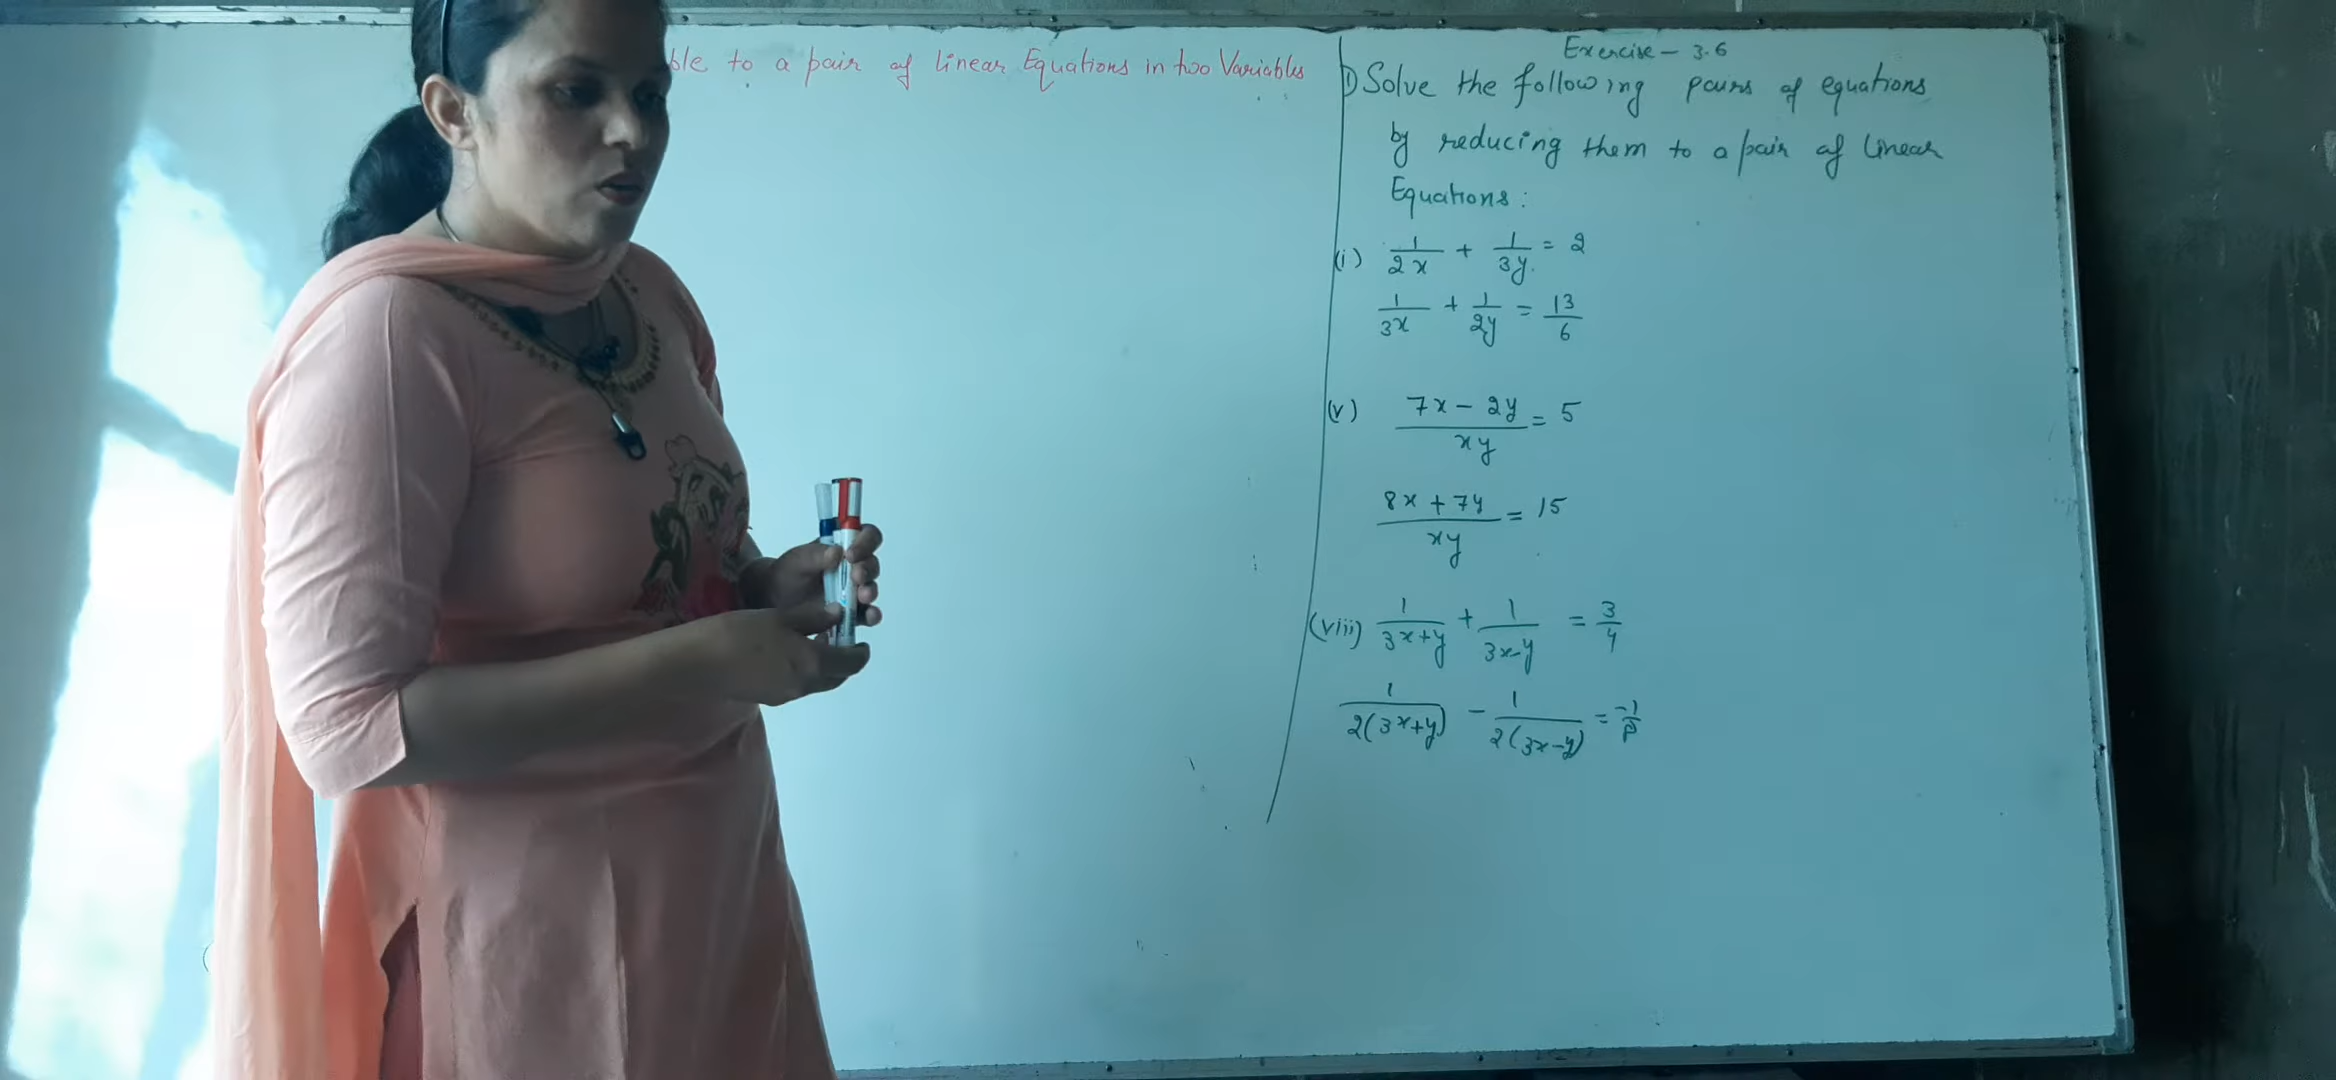 to a pair of linear Equations in two Variables
Exercise - 3.6
① Solve the following pairs of equations
by reducing them to a pair of linear
Equations:
(i) 1/2x + 1/3y = 2
1/3x + 1/2y = 13/6
(v) 7x - 2y/xy = 5
8x + 7y/xy = 15
(viii) 1/3x+y + 1/3x-y = 3/4
1/2(3x+y) - 1/2(3x-y) = -1/8